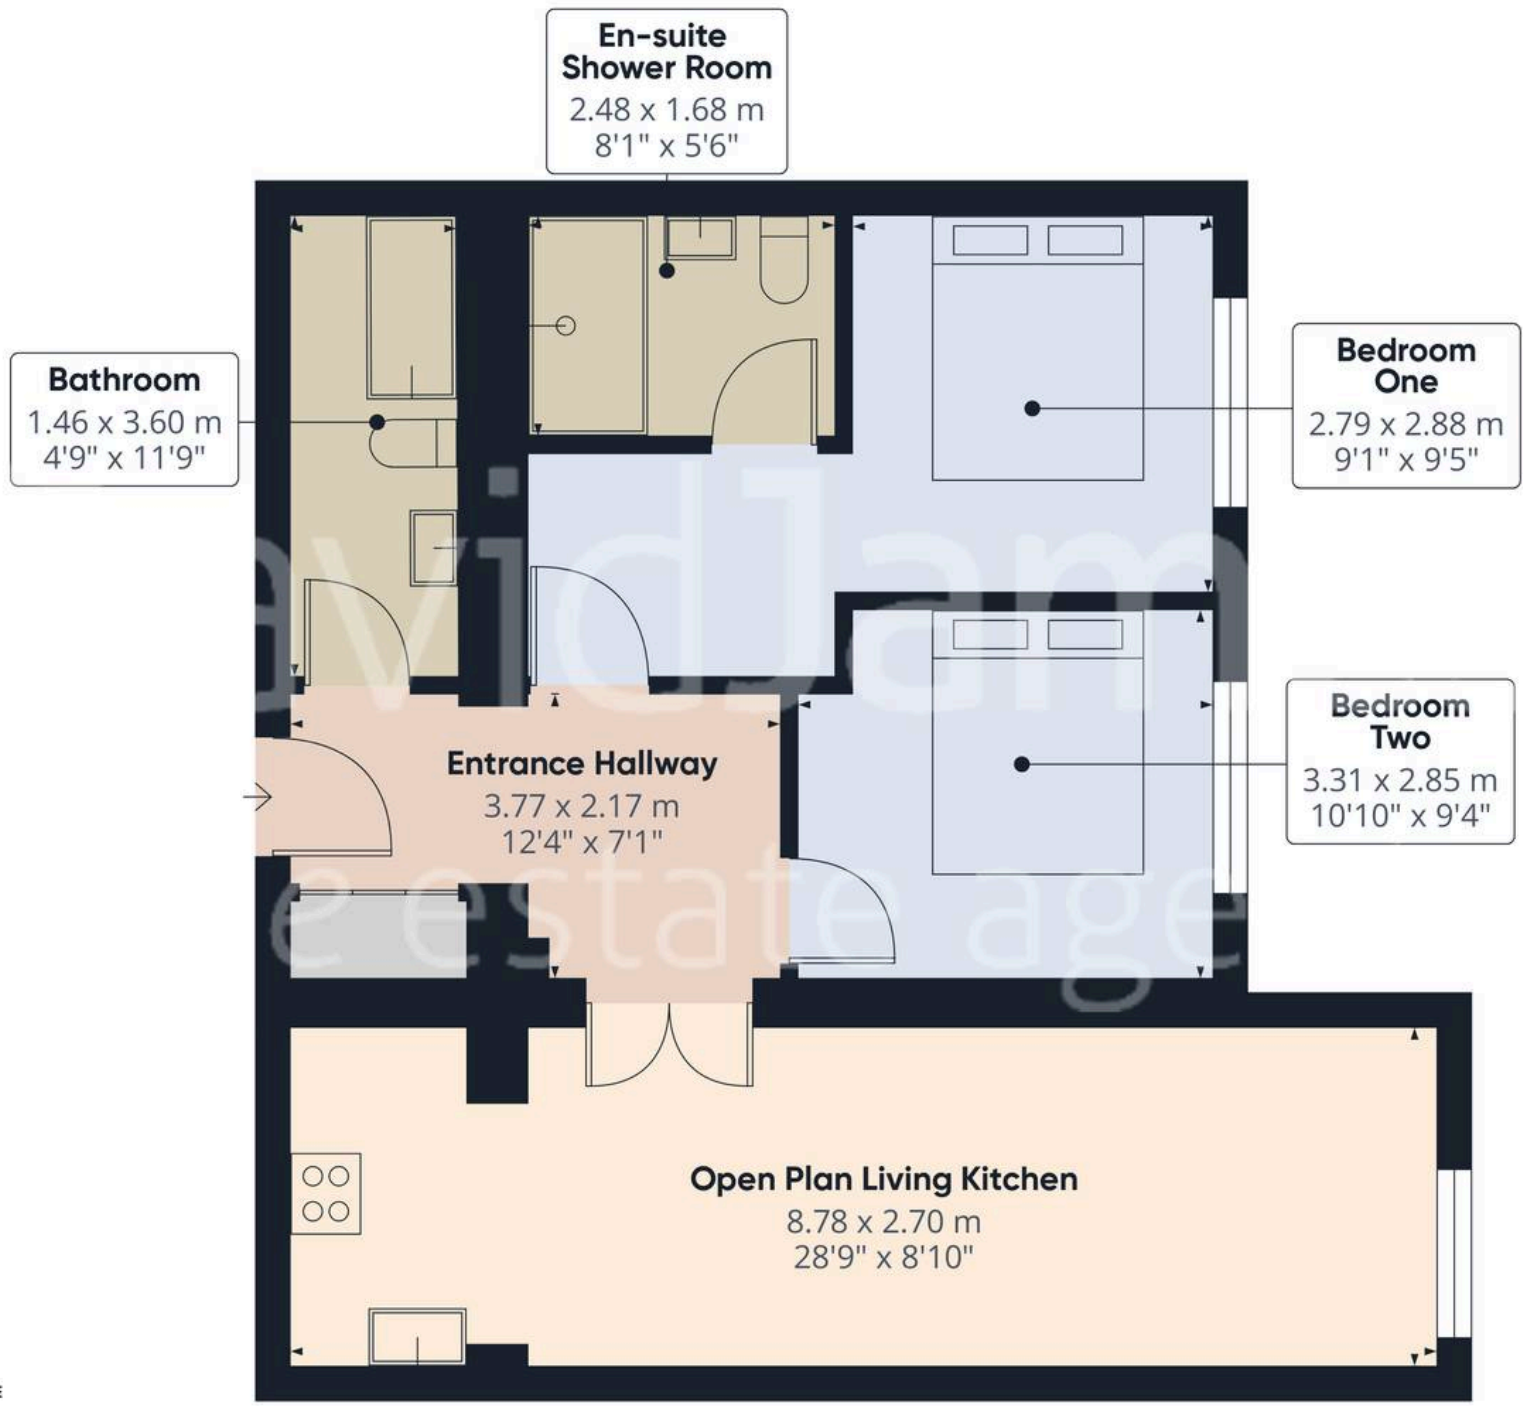 En-suite
Shower Room
2.48 x 1.68 m
8'1" x 5'6"
Bathroom
1.46 x 3.60 m
4'9" x 11'9"
Bedroom
One
2.79 x 2.88 m
9'1" x 9'5"
avidJam
Bedroom
Two
3.31 x 2.85 m
10'10" x 9'4"
Entrance Hallway
3.77 x 2.17 m
12'4" x 7'1"
e estate age
Open Plan Living Kitchen
8.78 x 2.70 m
28'9" x 8'10"